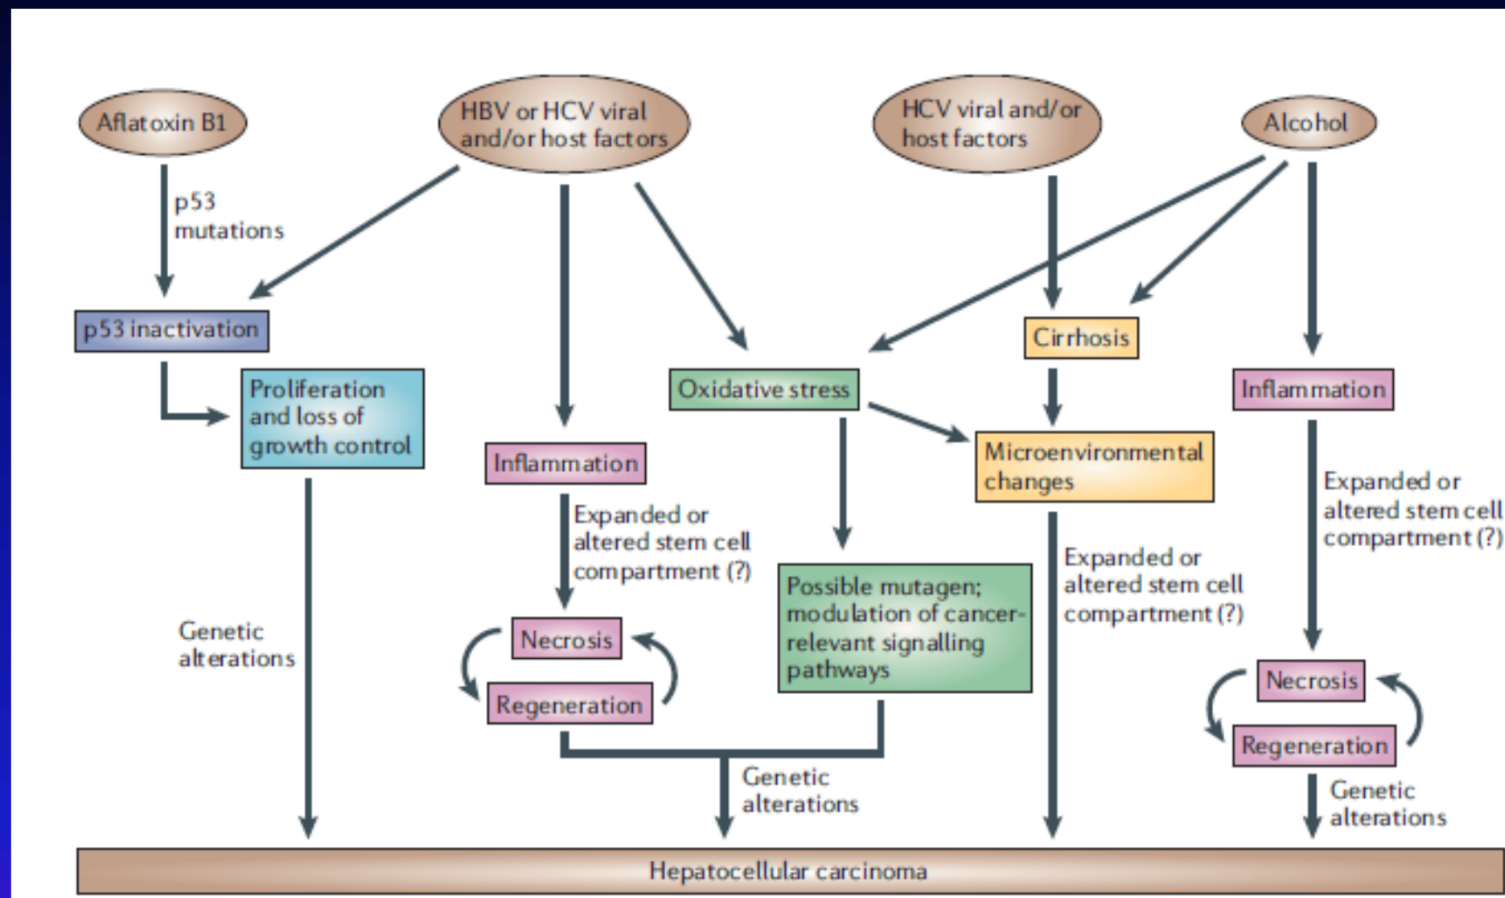 Aflatoxin B1
HBV or HCV viral
and/or host factors
HCV viral and/or
host factors
Alcohol
p53
mutations
p53 inactivation
Proliferation
and loss of
growth control
Inflammation
Oxidative stress
Cirrhosis
Microenvironmental
changes
Inflammation
Expanded or
altered stem cell
compartment (?)
Expanded or
altered stem cell
compartment (?)
Expanded or
altered stem cell
compartment (?)
Possible mutagen;
modulation of cancer-
relevant signalling
pathways
Genetic
alterations
Necrosis
Regeneration
Necrosis
Regeneration
Genetic
alterations
Genetic
alterations
Hepatocellular carcinoma